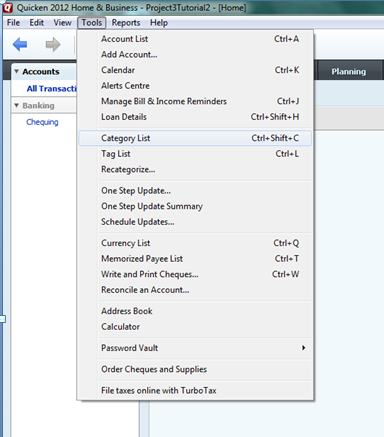 Quicken 2012 Home & Business - Project3Tutorial2 - [Home]
File Edit View Tools Reports Help
Accounts
All Transacti
Banking
Chequing
Planning
Account List Ctrl+A
Add Account...
Calendar Ctrl+K
Alerts Centre
Manage Bill & Income Reminders Ctrl+J
Loan Details Ctrl+Shift+H
Category List Ctrl+Shift+C
Tag List Ctrl+L
Recategorize...
One Step Update...
One Step Update Summary
Schedule Updates...
Currency List Ctrl+Q
Memorized Payee List Ctrl+T
Write and Print Cheques... Ctrl+W
Reconcile an Account...
Address Book
Calculator
Password Vault
Order Cheques and Supplies
File taxes online with TurboTax